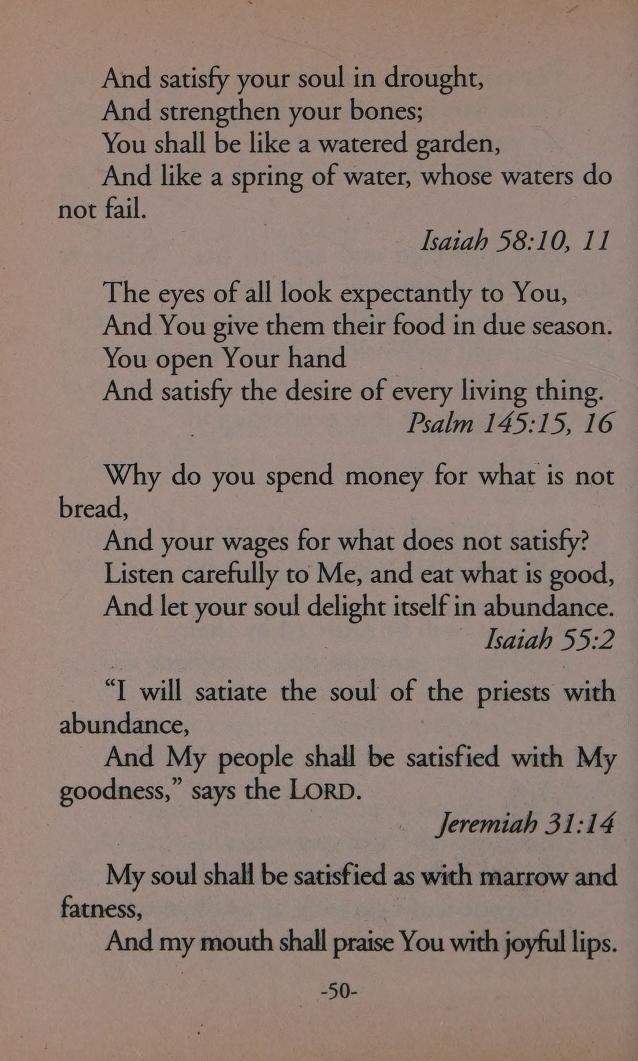 And satisfy your soul in drought,
And strengthen your bones;
You shall be like a watered garden,
And like a spring of water, whose waters do
not fail.
Isaiah 58:10, 11
The eyes of all look expectantly to You,
And You give them their food in due season.
You open Your hand
And satisfy the desire of every living thing.
Psalm 145:15, 16
Why do you spend money for what is not
bread,
And your wages for what does not satisfy?
Listen carefully to Me, and eat what is good,
And let your soul delight itself in abundance.
Isaiah 55:2
“I will satiate the soul of the priests with
abundance,
And My people shall be satisfied with My
goodness,” says the LORD.
Jeremiah 31:14
My soul shall be satisfied as with marrow and
fatness,
And my mouth shall praise You with joyful lips.
-50-